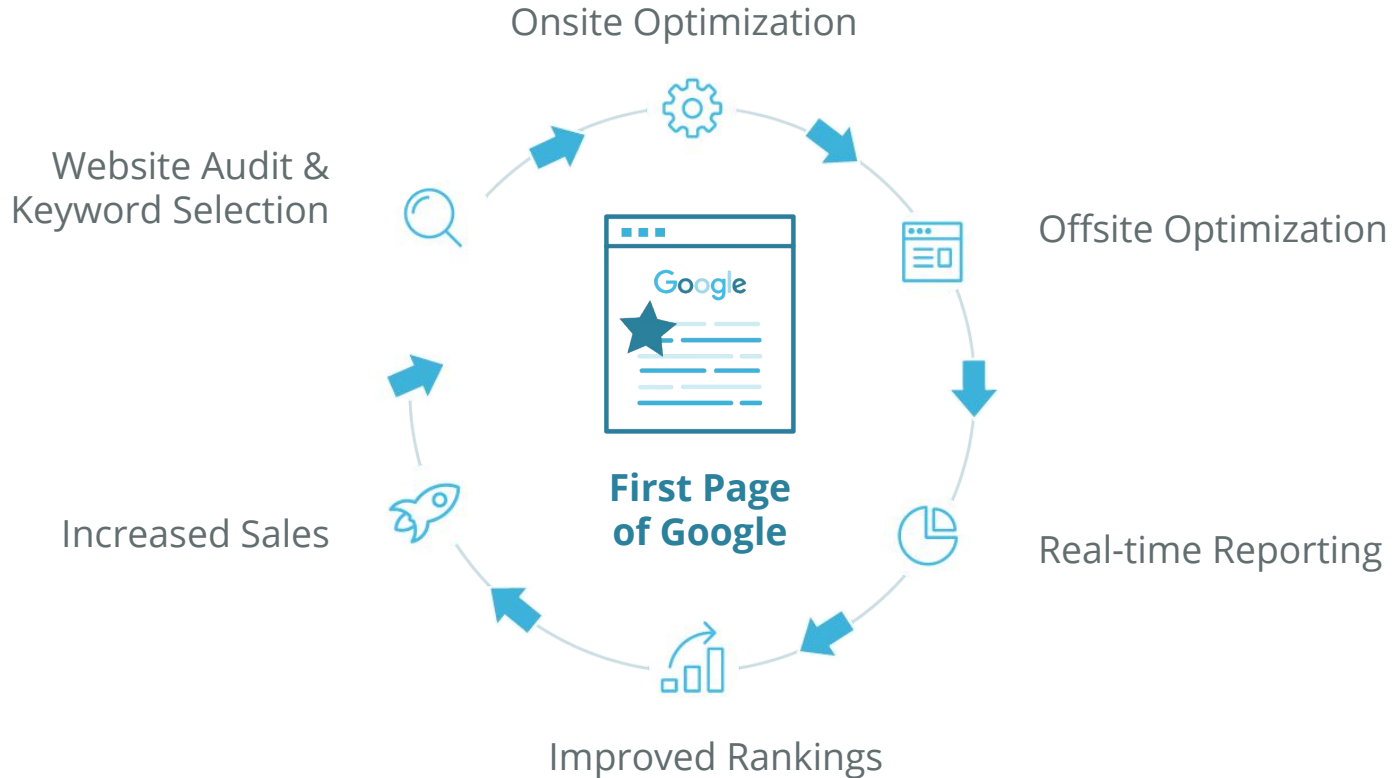 Onsite Optimization
Website Audit &
Keyword Selection
Offsite Optimization
Google
First Page
of Google
Increased Sales
Real-time Reporting
Improved Rankings